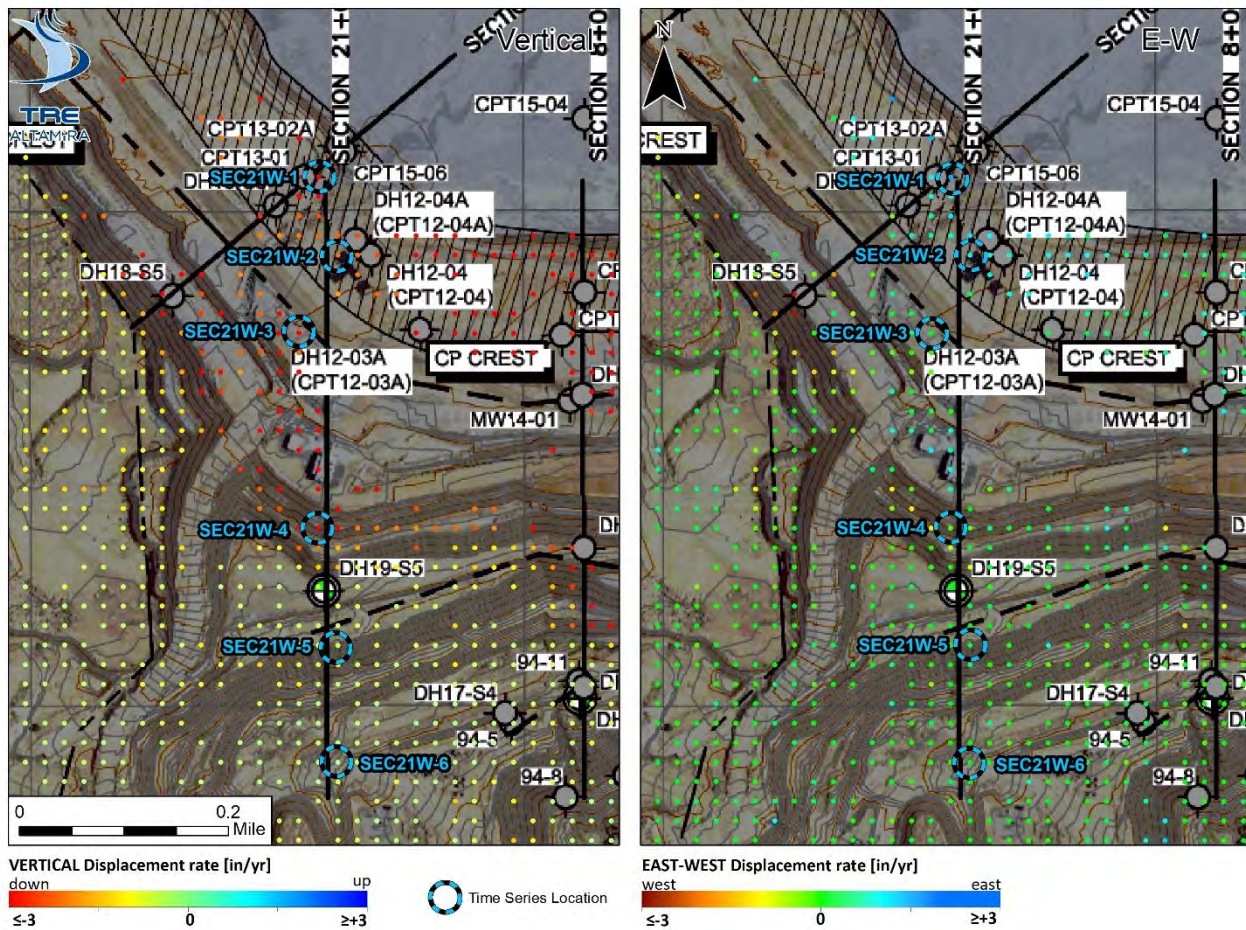 Vertical
SECTION 21+
TRE
ALTAMIRA
CREST
CPT15-04
CPT13-02A
CPT13-01
SEC21W-1
CPT15-06
SECTION 8+0
DH12-04A
(CPT12-04A)
SEC21W-2
DH12-04
(CPT12-04)
DH18-S5
SEC21W-3
DH12-03A
(CPT12-03A)
CP CREST
MW14-01
SEC21W-4
DH19-S5
SEC21W-5
94-11
DH17-S4
94-5
SEC21W-6
94-8
0 0.2
Mile
N
E-W
SECTION 21+
CREST
CPT15-04
CPT13-02A
CPT13-01
SEC21W-1
CPT15-06
SECTION 8+0
DH12-04A
(CPT12-04A)
SEC21W-2
DH12-04
(CPT12-04)
DH18-S5
SEC21W-3
DH12-03A
(CPT12-03A)
CP CREST
MW14-01
SEC21W-4
DH19-S5
SEC21W-5
94-11
DH17-S4
94-5
SEC21W-6
94-8
VERTICAL Displacement rate [in/yr]
down up
≤-3 0 ≥+3
Time Series Location
EAST-WEST Displacement rate [in/yr]
west east
≤-3 0 ≥+3